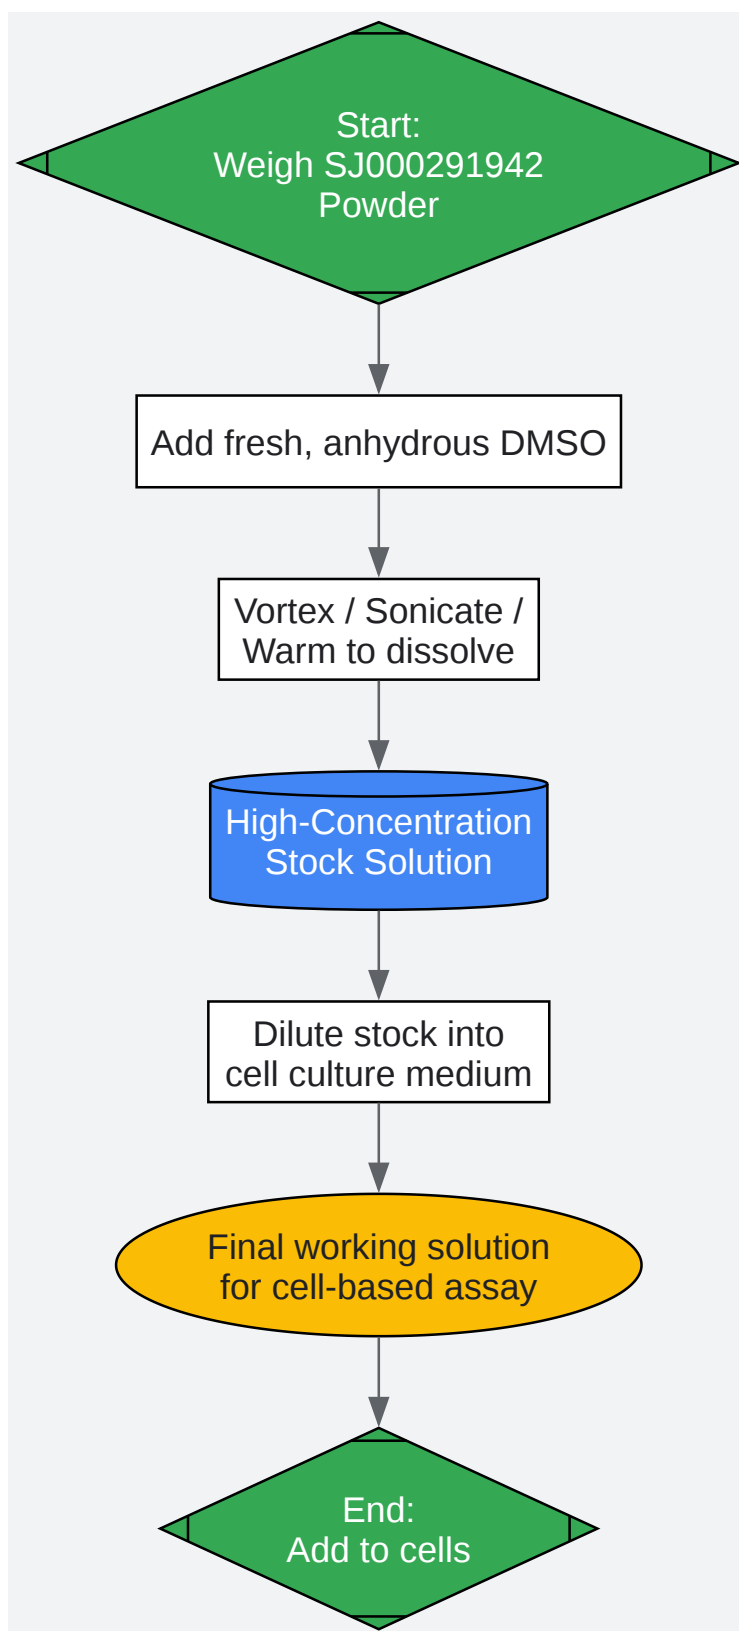 Start:
Weigh SJ000291942
Powder
Add fresh, anhydrous DMSO
Vortex / Sonicate /
Warm to dissolve
High-Concentration
Stock Solution
Dilute stock into
cell culture medium
Final working solution
for cell-based assay
End:
Add to cells